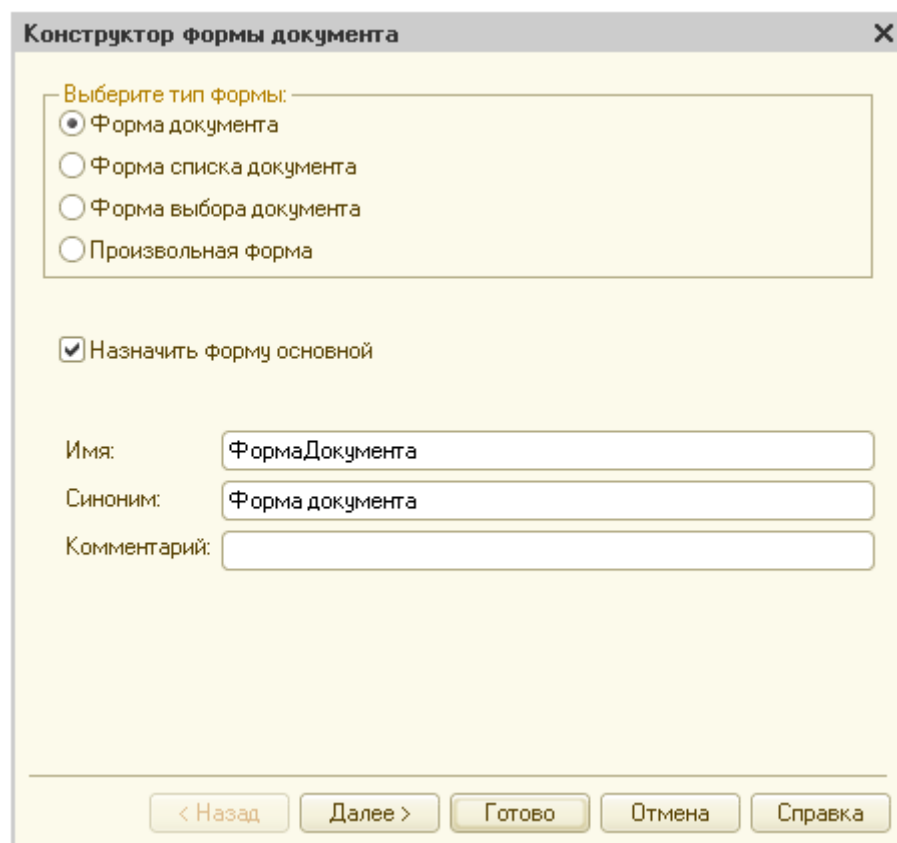 Конструктор формы документа
Выберите тип формы:
Форма документа
Форма списка документа
Форма выбора документа
Произвольная форма
Назначить форму основной
Имя: ФормаДокумента
Синоним: Форма документа
Комментарий:
< Назад Далее > Готово Отмена Справка